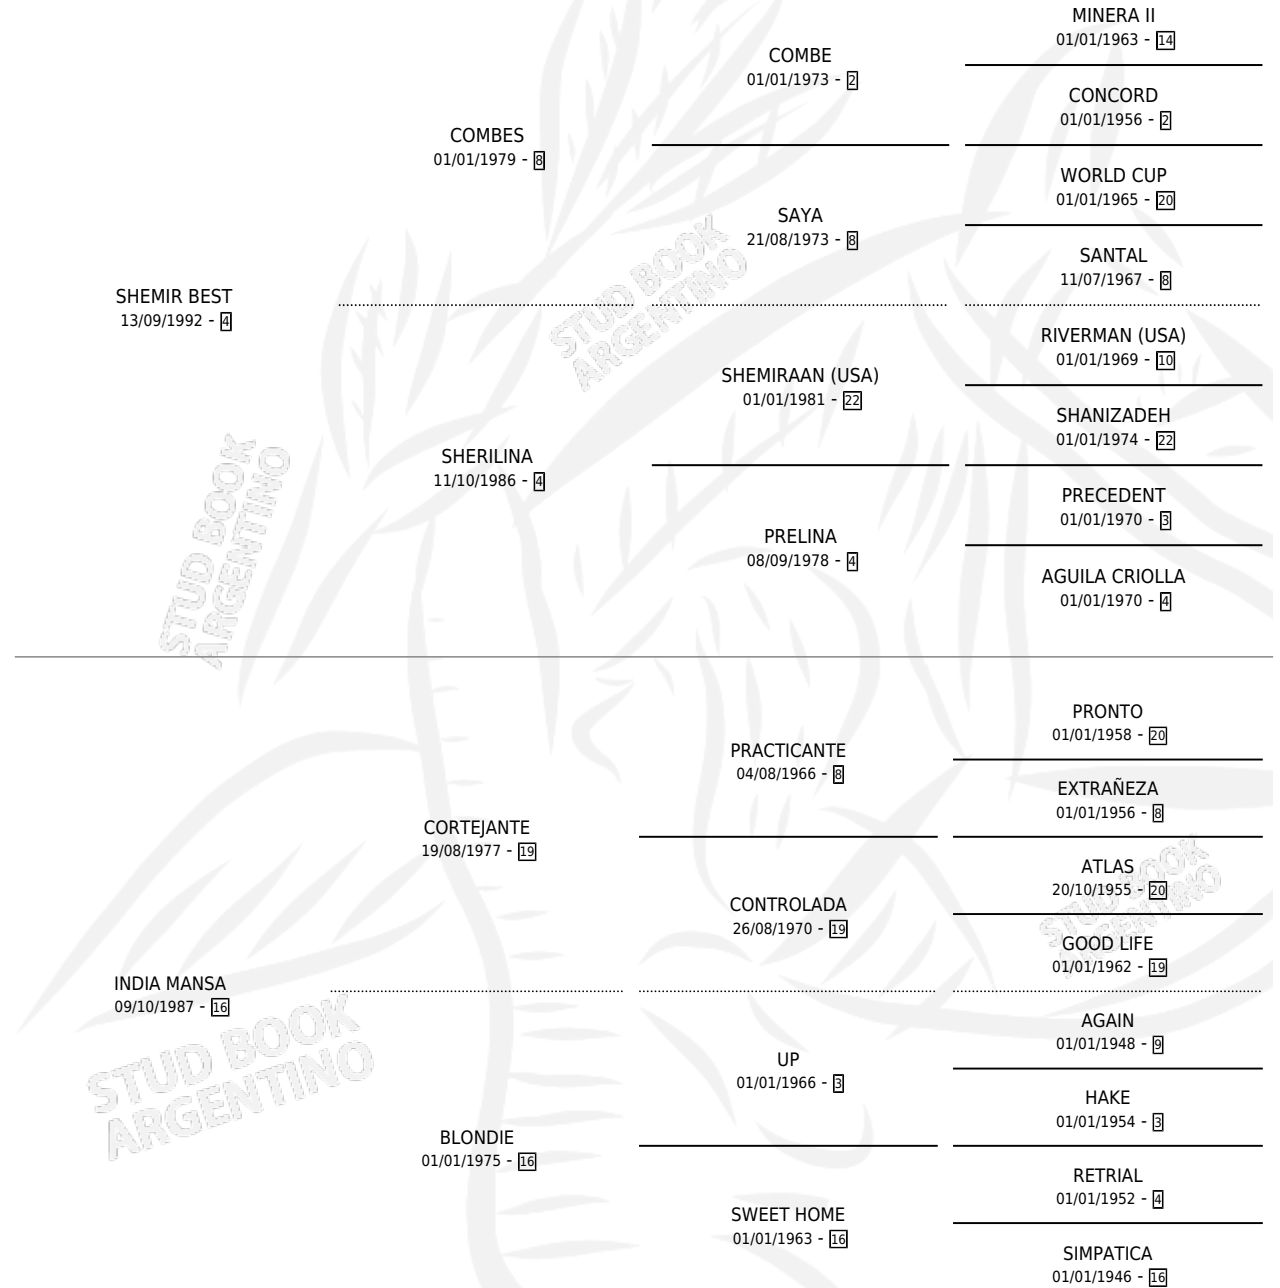 MINERA II
01/01/1963 - 14
COMBE
01/01/1973 - 2
CONCORD
01/01/1956 - 2
COMBES
01/01/1979 - 8
WORLD CUP
01/01/1965 - 20
SAYA
21/08/1973 - 8
SANTAL
11/07/1967 - 8
SHEMIR BEST
13/09/1992 - 4
RIVERMAN (USA)
01/01/1969 - 10
SHEMIRAAN (USA)
01/01/1981 - 22
SHANIZADEH
01/01/1974 - 22
SHERILINA
11/10/1986 - 4
PRECEDENT
01/01/1970 - 3
PRELINA
08/09/1978 - 4
AGUILA CRIOLLA
01/01/1970 - 4
STUD BOOK
ARGENTINO
STUD BOOK
ARGENTINO
PRONTO
01/01/1958 - 20
PRACTICANTE
04/08/1966 - 8
EXTRAÑEZA
01/01/1956 - 8
CORTEJANTE
19/08/1977 - 19
ATLAS
20/10/1955 - 20
CONTROLADA
26/08/1970 - 19
GOOD LIFE
01/01/1962 - 19
INDIA MANSA
09/10/1987 - 16
AGAIN
01/01/1948 - 9
UP
01/01/1966 - 3
HAKE
01/01/1954 - 3
BLONDIE
01/01/1975 - 16
RETRIAL
01/01/1952 - 4
SWEET HOME
01/01/1963 - 16
SIMPATICA
01/01/1946 - 16
STUD BOOK
ARGENTINO
STUD BOOK
ARGENTINO